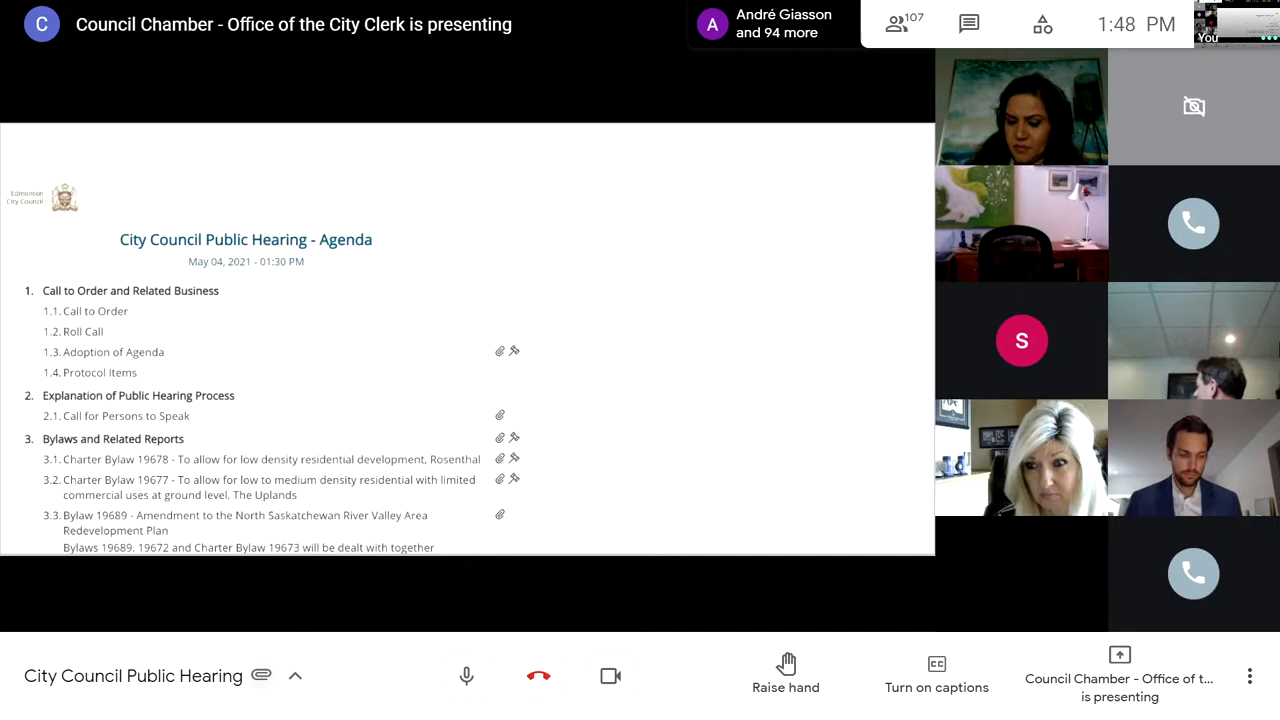 C
Council Chamber - Office of the City Clerk is presenting
A
André Giasson
and 94 more
107
1:48 PM
You
Edmonton
City Council
City Council Public Hearing - Agenda
May 04, 2021 - 01:30 PM
1. Call to Order and Related Business
1.1. Call to Order
1.2. Roll Call
1.3. Adoption of Agenda
1.4. Protocol Items
2. Explanation of Public Hearing Process
2.1. Call for Persons to Speak
3. Bylaws and Related Reports
3.1. Charter Bylaw 19678 - To allow for low density residential development, Rosenthal
3.2. Charter Bylaw 19677 - To allow for low to medium density residential with limited
commercial uses at ground level, The Uplands
3.3. Bylaw 19689 - Amendment to the North Saskatchewan River Valley Area
Redevelopment Plan
Bylaws 19689, 19672 and Charter Bylaw 19673 will be dealt with together
S
City Council Public Hearing
Raise hand
CC
Turn on captions
Council Chamber - Office of t...
is presenting